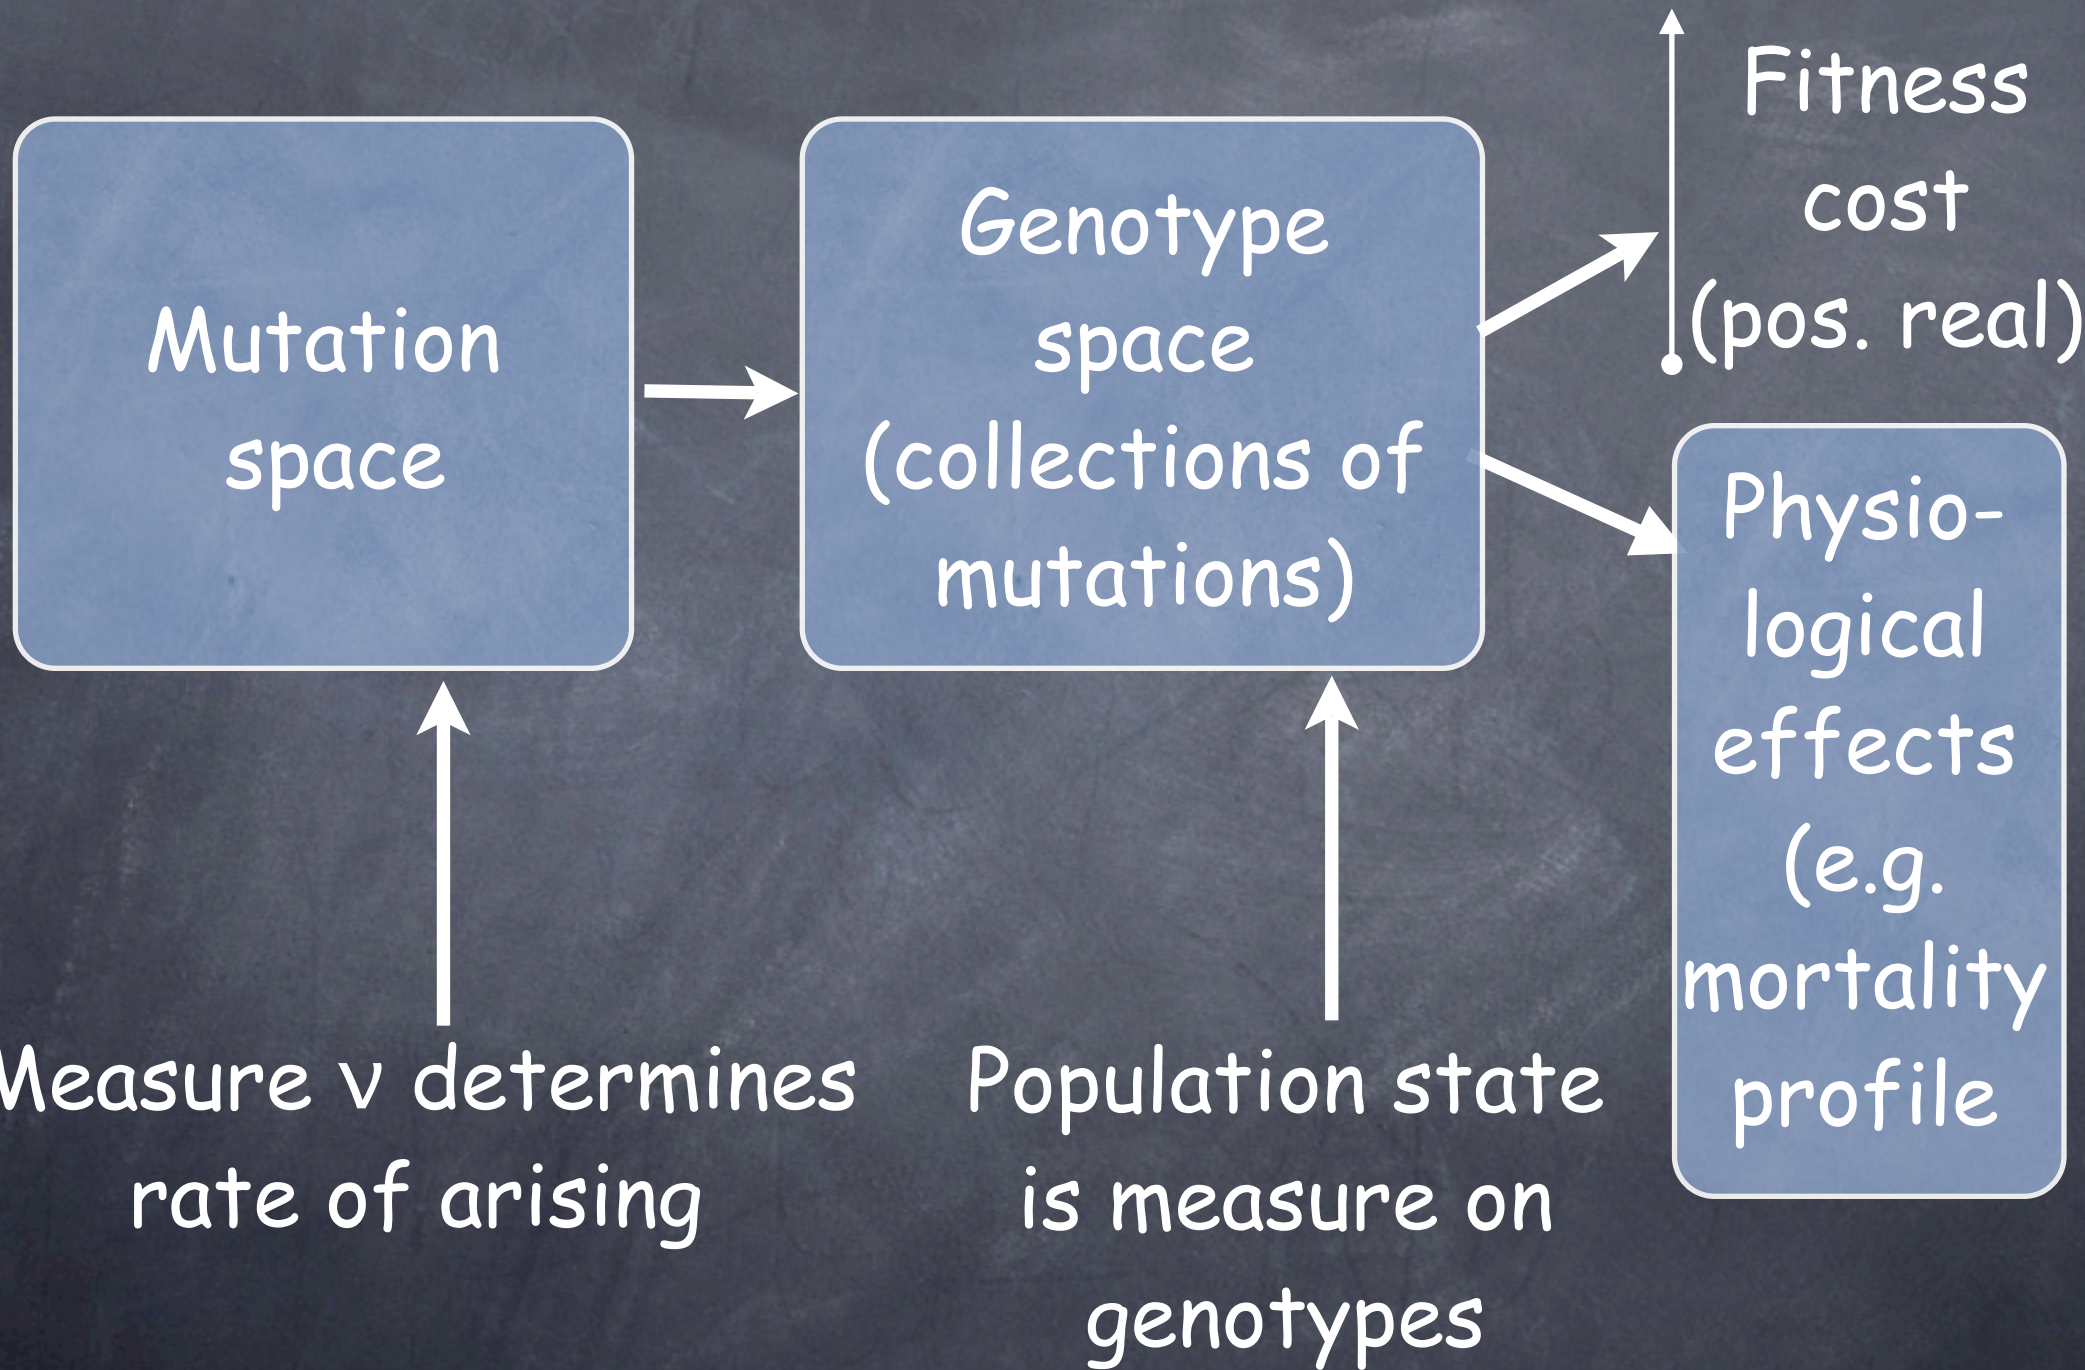 Mutation
space
Genotype
space
(collections of
mutations)
Fitness
cost
(pos. real)
Physio-
logical
effects
(e.g.
mortality
profile
Measure ν determines
rate of arising
Population state
is measure on
genotypes